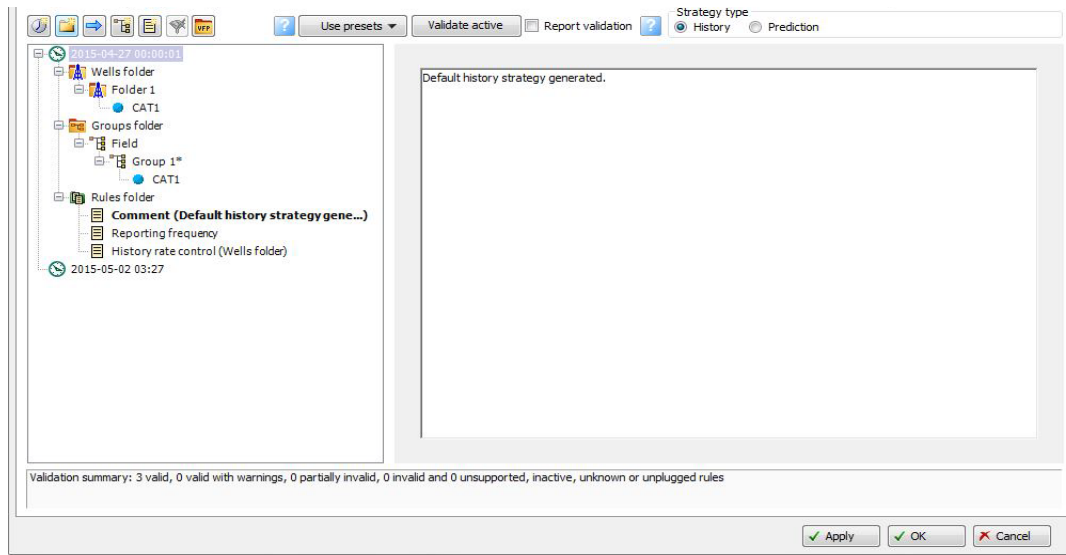 Strategy type
VFP
? Use presets Validate active Report validation ? History Prediction
2015-04-27 00:00:01
Wells folder
Folder 1
CAT1
Groups folder
Field
Group 1*
CAT1
Rules folder
Comment (Default history strategy gene...)
Reporting frequency
History rate control (Wells folder)
2015-05-02 03:27
Default history strategy generated.
Validation summary: 3 valid, 0 valid with warnings, 0 partially invalid, 0 invalid and 0 unsupported, inactive, unknown or unplugged rules
Apply OK Cancel